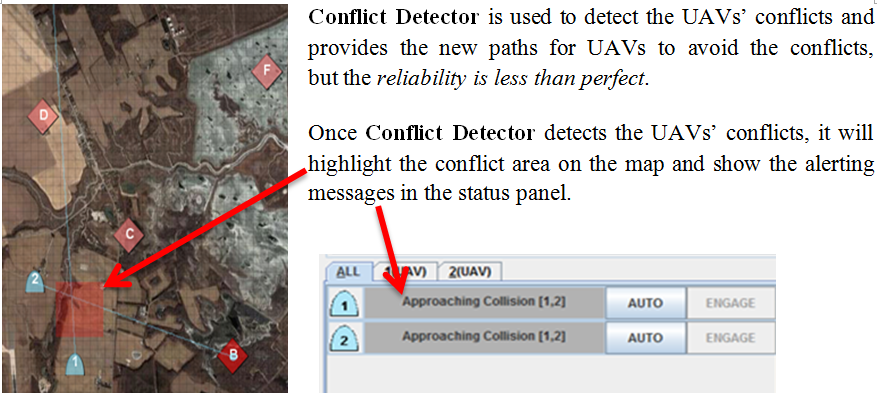 Conflict Detector is used to detect the UAVs’ conflicts and
provides the new paths for UAVs to avoid the conflicts,
but the reliability is less than perfect.
Once Conflict Detector detects the UAVs’ conflicts, it will
highlight the conflict area on the map and show the alerting
messages in the status panel.
F
D
C
2
B
1
ALL 1(UAV) 2(UAV)
1 Approaching Collision [1,2] AUTO ENGAGE
2 Approaching Collision [1,2] AUTO ENGAGE